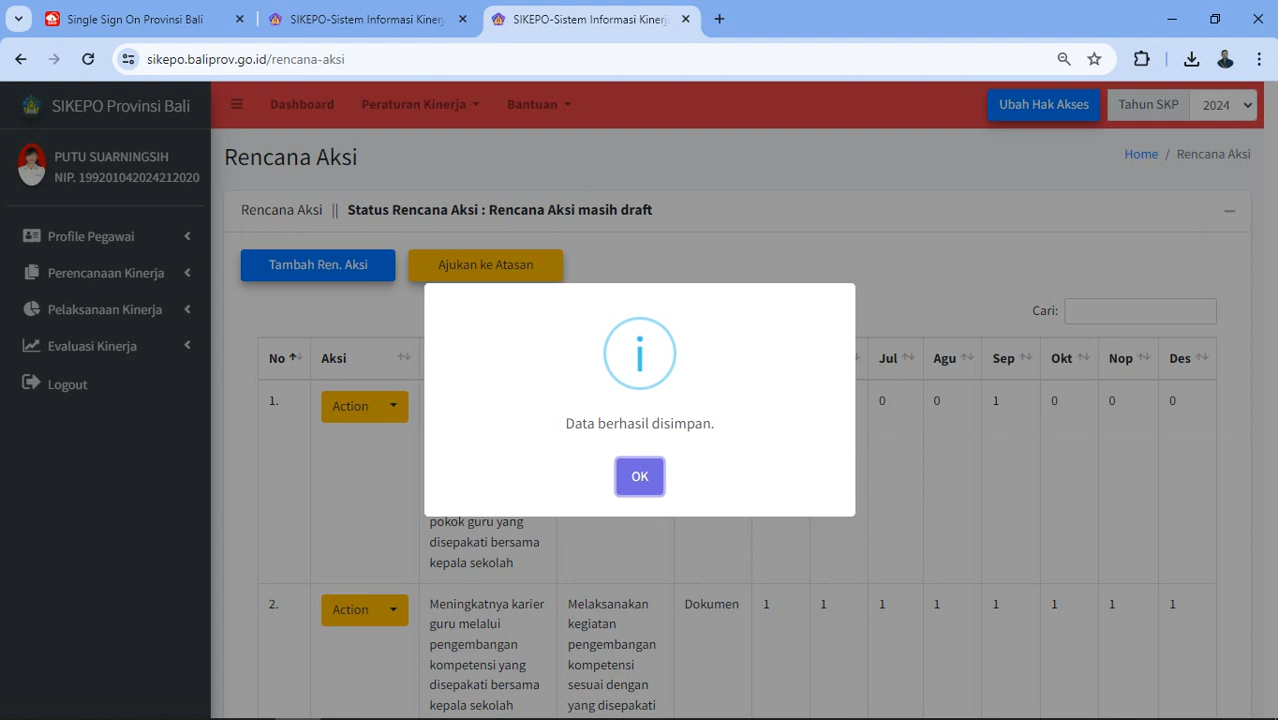 Single Sign On Provinsi Bali
SIKEPO-Sistem Informasi Kinerj
SIKEPO-Sistem Informasi Kinerj
sikepo.baliprov.go.id/rencana-aksi
SIKEPO Provinsi Bali
Dashboard
Peraturan Kinerja
Bantuan
Ubah Hak Akses
Tahun SKP
2024
PUTU SUARNINGSIH
NIP. 199201042024212020
Rencana Aksi
Home / Rencana Aksi
Profile Pegawai
Perencanaan Kinerja
Pelaksanaan Kinerja
Evaluasi Kinerja
Logout
Rencana Aksi || Status Rencana Aksi : Rencana Aksi masih draft
Tambah Ren. Aksi
Ajukan ke Atasan
Cari:
No Aksi Jul Agu Sep Okt Nop Des
1. Action 0 0 1 0 0 0
Data berhasil disimpan.
OK
pokok guru yang
disepakati bersama
kepala sekolah
2. Action Meningkatnya karier Melaksanakan Dokumen 1 1 1 1 1 1 1 1
guru melalui kegiatan
pengembangan pengembangan
kompetensi yang kompetensi
disepakati bersama sesuai dengan
kepala sekolah yang disepakati